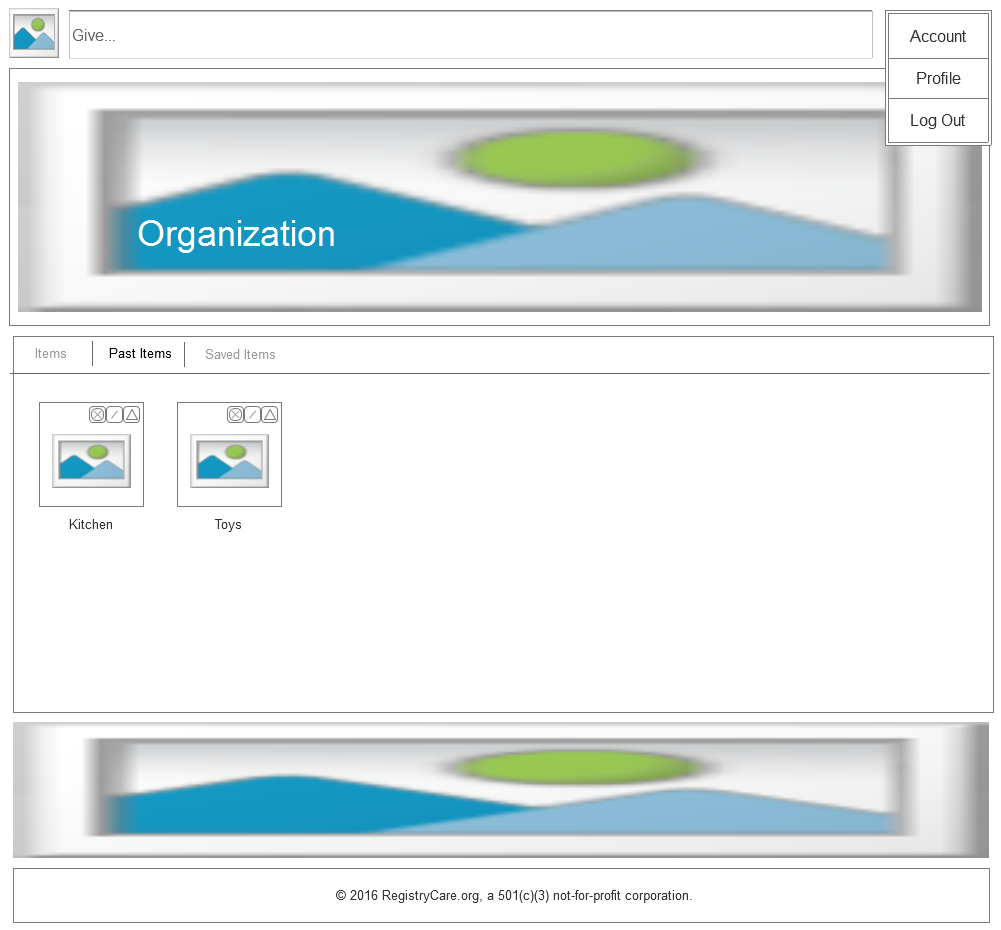 Give...
Account
Profile
Log Out
Organization
Items
Past Items
Saved Items
Kitchen
Toys
© 2016 RegistryCare.org, a 501(c)(3) not-for-profit corporation.